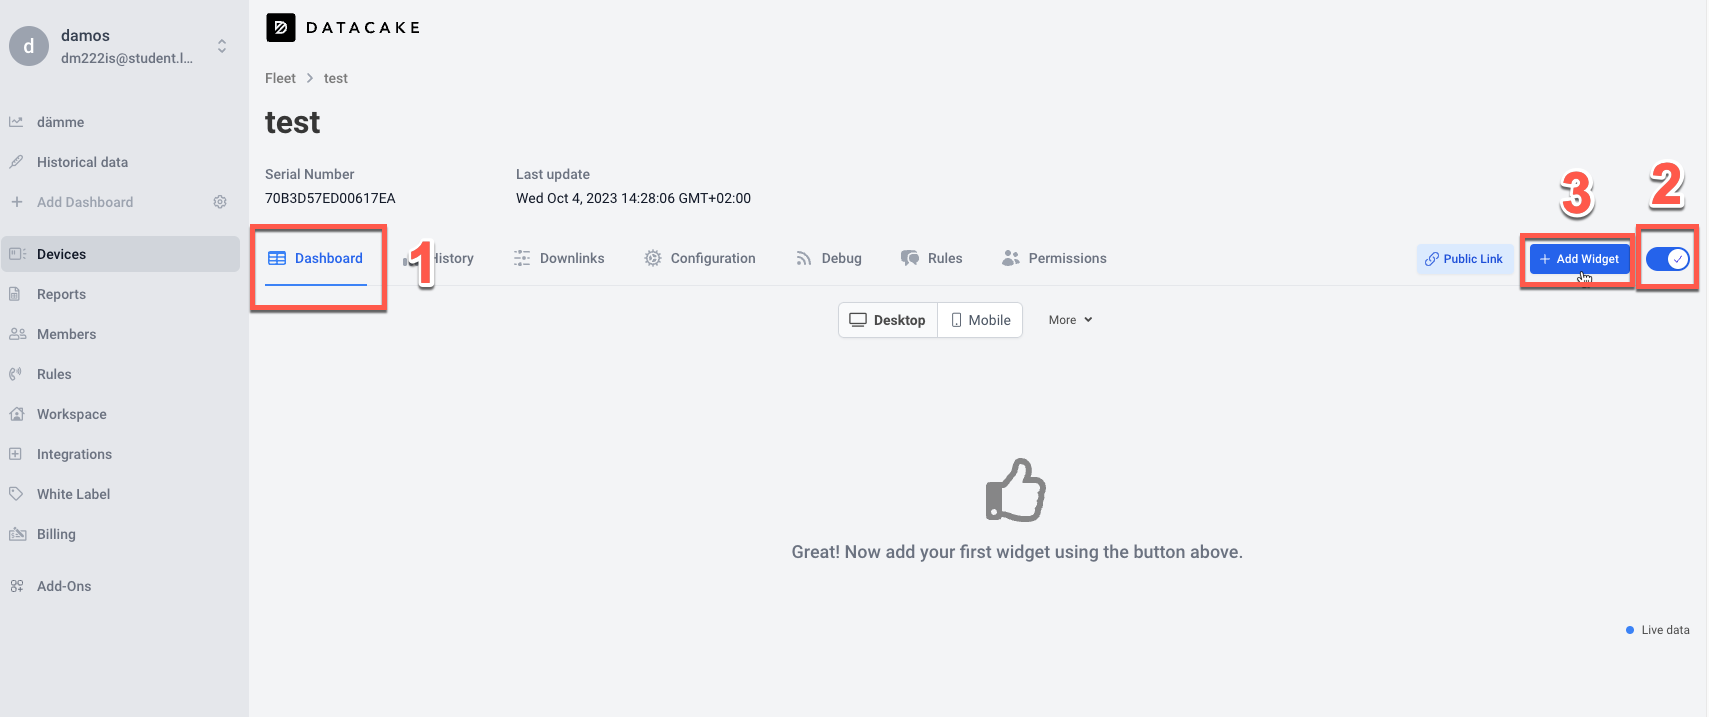 d
damos
dm222is@student.l...
dämme
Historical data
Add Dashboard
Devices
Reports
Members
Rules
Workspace
Integrations
White Label
Billing
Add-Ons
DATACAKE
Fleet > test
test
Serial Number
70B3D57ED00617EA
Last update
Wed Oct 4, 2023 14:28:06 GMT+02:00
3
2
Dashboard
1
History
Downlinks
Configuration
Debug
Rules
Permissions
Public Link
+ Add Widget
Desktop
Mobile
More
Great! Now add your first widget using the button above.
Live data